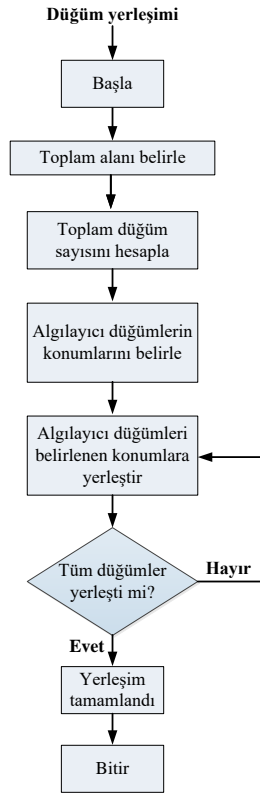 Düğüm yerleşimi
Başla
Toplam alanı belirle
Toplam düğüm
sayısını hesapla
Algılayıcı düğümlerin
konumlarını belirle
Algılayıcı düğümleri
belirlenen konumlara
yerleştir
Tüm düğümler
yerleşti mi?
Hayır
Evet
Yerleşim
tamamlandı
Bitir